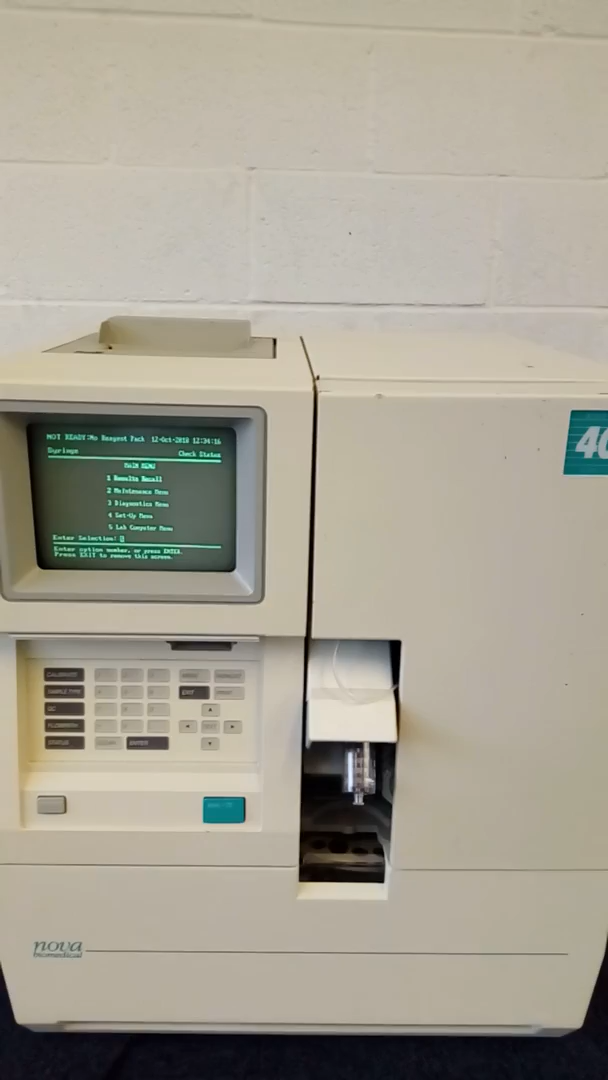 NOT READY:No Reagent Pack 12-Oct-2010 12:34:16
Syringe Check Status
MAIN MENU
1 Results Recall
2 Maintenance Menu
3 Diagnostics Menu
4 Set-Up Menu
5 Lab Computer Menu
Enter Selection:
Enter option number, or press ENTER.
Press EXIT to remove this screen.
40
CALIBRATE
SAMPLE TYPE
EXIT
QC
FLOWPATH
STATUS
ENTER
nova
biomedical